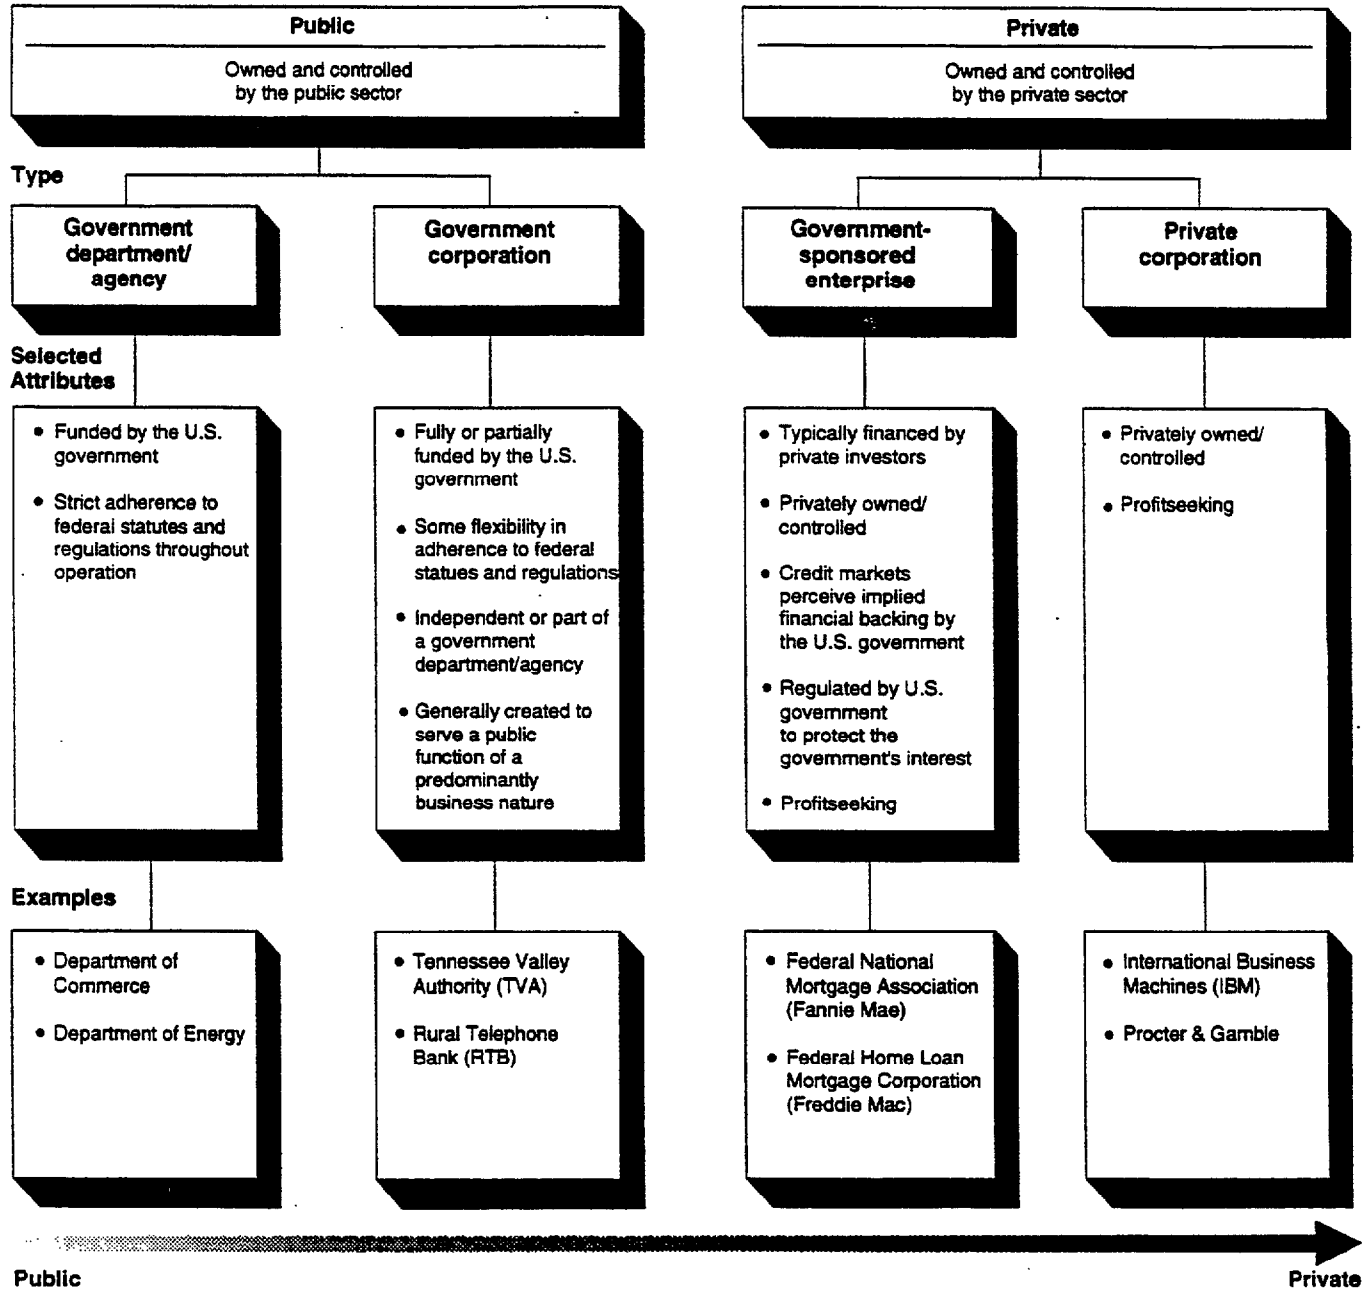 Public
Owned and controlled
by the public sector
Private
Owned and controlled
by the private sector
Type
Government
department/
agency
Government
corporation
Government-
sponsored
enterprise
Private
corporation
Selected
Attributes
• Funded by the U.S.
government
• Strict adherence to
federal statutes and
regulations throughout
operation
• Fully or partially
funded by the U.S.
government
• Some flexibility in
adherence to federal
statues and regulations
• Independent or part of
a government
department/agency
• Generally created to
serve a public
function of a
predominantly
business nature
• Typically financed by
private investors
• Privately owned/
controlled
• Credit markets
perceive implied
financial backing by
the U.S. government
• Regulated by U.S.
government
to protect the
government's interest
• Profitseeking
• Privately owned/
controlled
• Profitseeking
Examples
• Department of
Commerce
• Department of Energy
• Tennessee Valley
Authority (TVA)
• Rural Telephone
Bank (RTB)
• Federal National
Mortgage Association
(Fannie Mae)
• Federal Home Loan
Mortgage Corporation
(Freddie Mac)
• International Business
Machines (IBM)
• Procter & Gamble
Public
Private